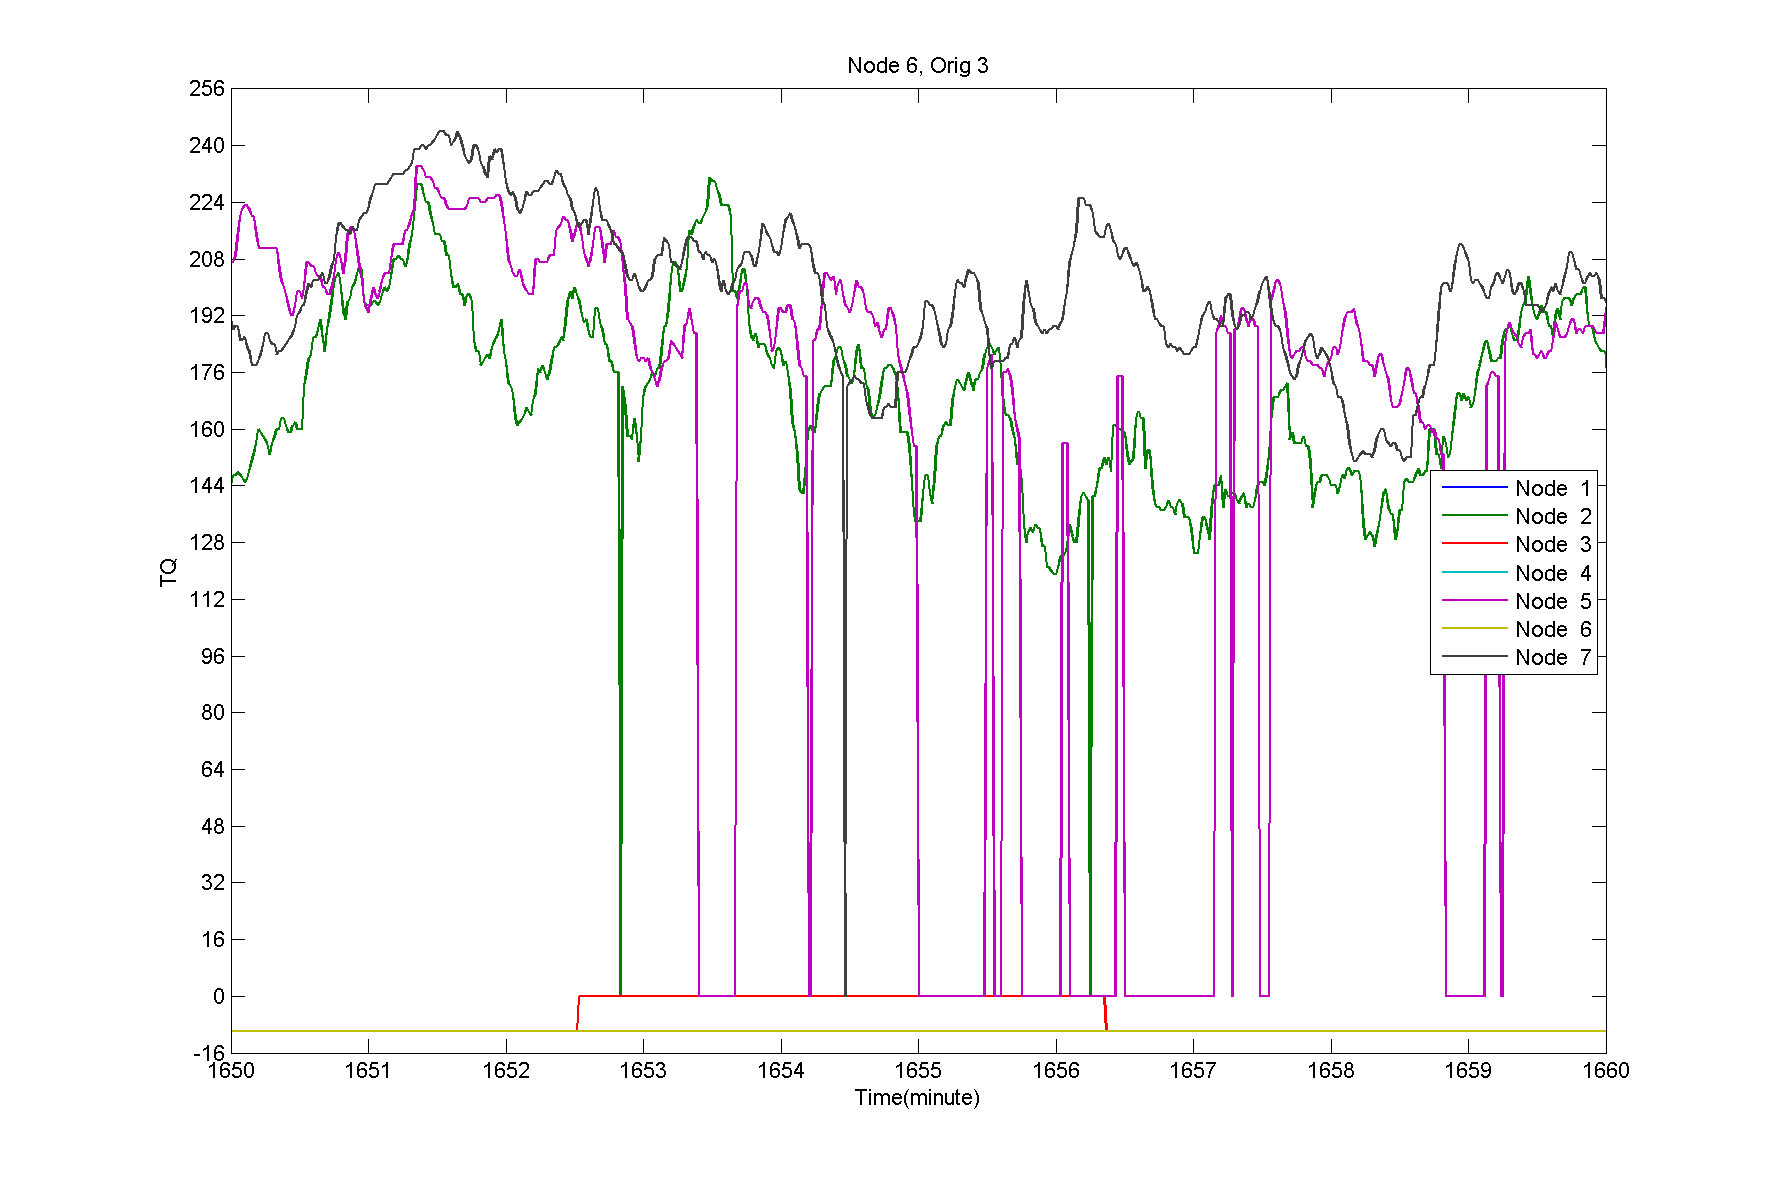 Node 6, Orig 3
256
240
224
208
192
176
160
144
128
112
96
80
64
48
32
16
0
-16
TQ
Node 1
Node 2
Node 3
Node 4
Node 5
Node 6
Node 7
1650 1651 1652 1653 1654 1655 1656 1657 1658 1659 1660
Time(minute)